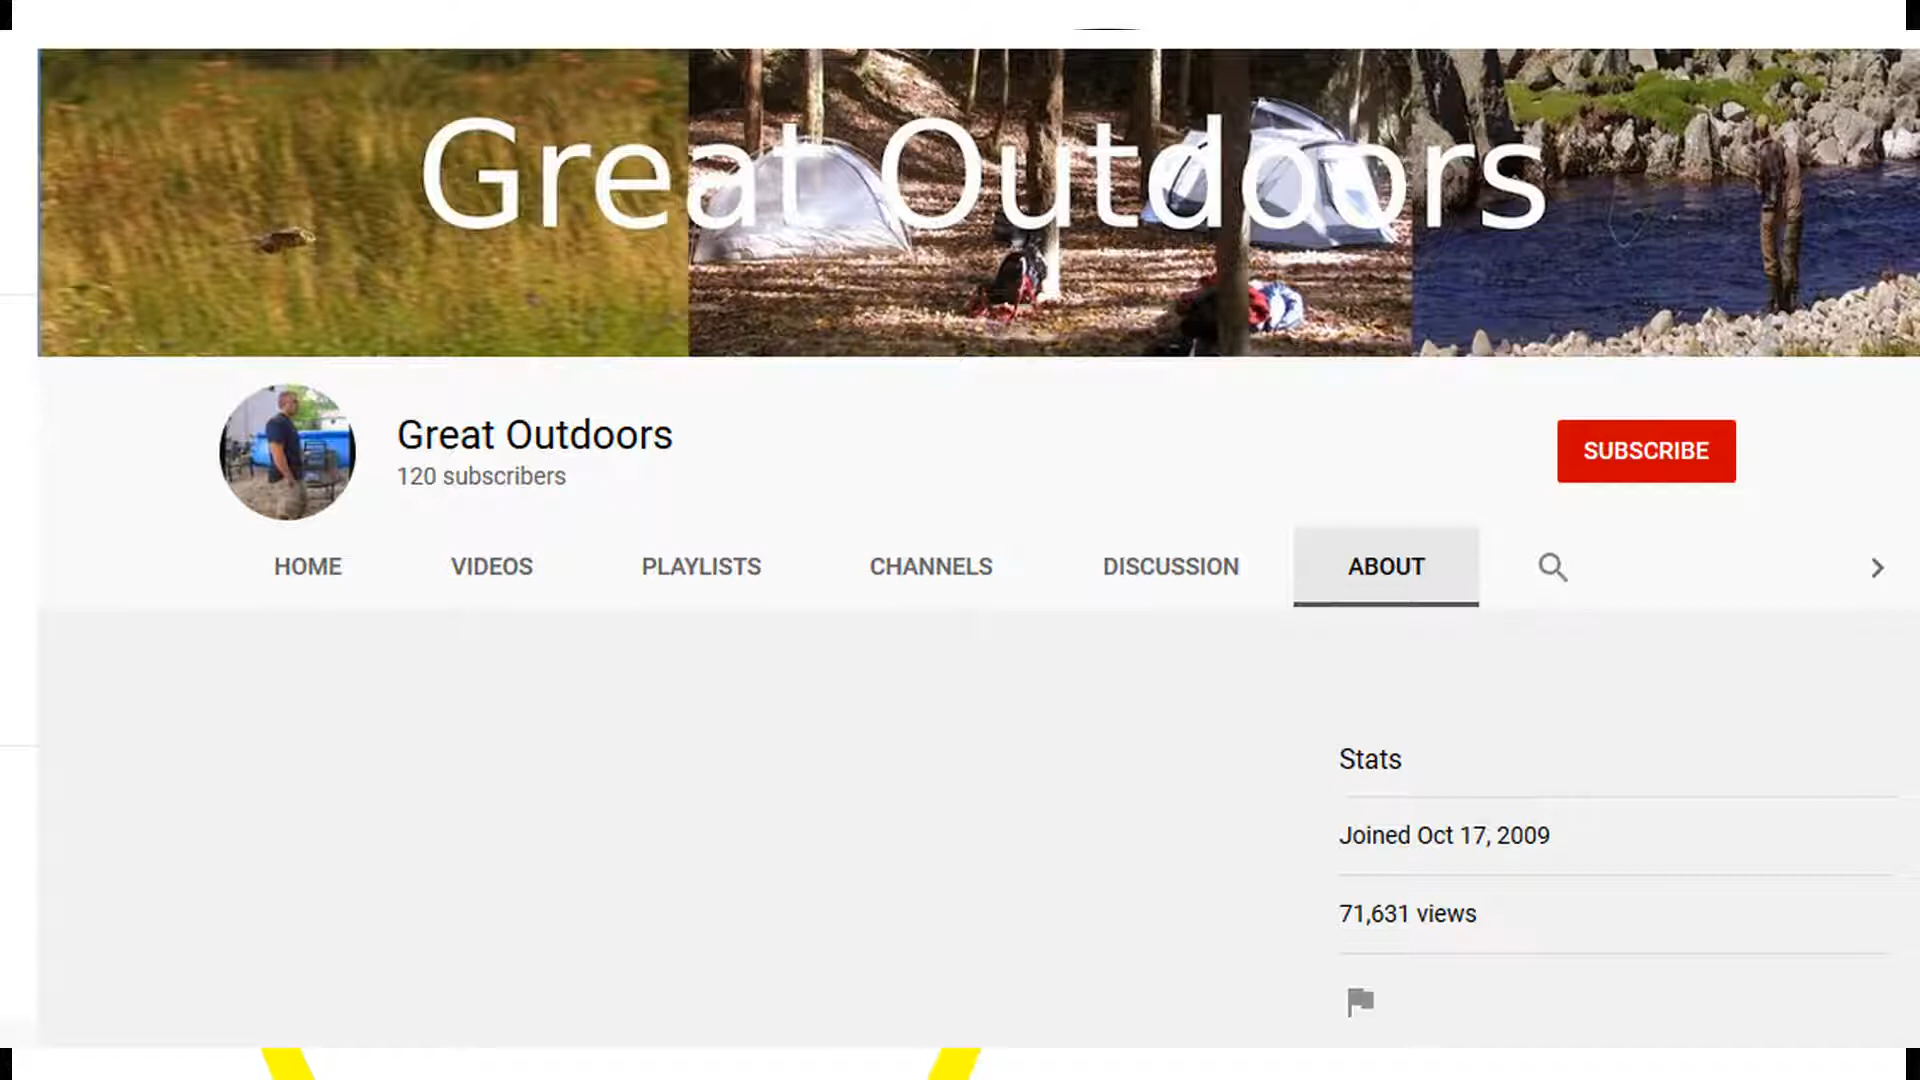 Great Outdoors
Great Outdoors
120 subscribers
SUBSCRIBE
HOME VIDEOS PLAYLISTS CHANNELS DISCUSSION ABOUT
Stats
Joined Oct 17, 2009
71,631 views